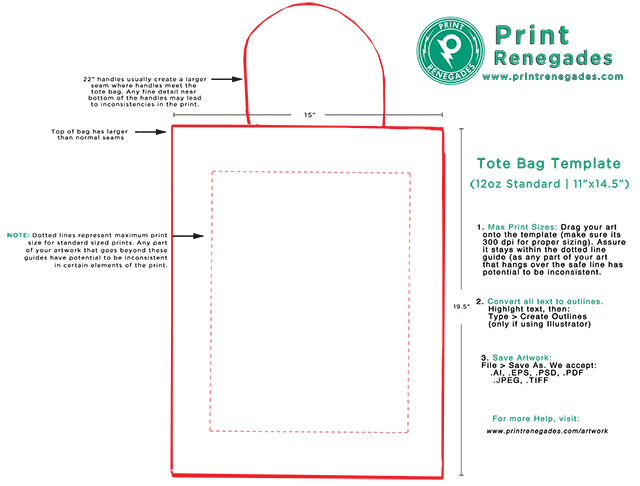 PRINT
RENEGADES
Print
Renegades
www.printrenegades.com
22" handles usually create a larger
seam where handles meet the
tote bag. Any fine detail near
bottom of the handles may lead
to inconsistencies in the print.
15"
Top of bag has larger
than normal seams
Tote Bag Template
(12oz Standard | 11"x14.5")
NOTE: Dotted lines represent maximum print
size for standard sized prints. Any part
of your artwork that goes beyond these
guides have potential to be inconsistent
in certain elements of the print.
19.5"
1. Max Print Sizes: Drag your art
onto the template (make sure its
300 dpi for proper sizing). Assure
it stays within the dotted line
guide (as any part of your art
that hangs over the safe line has
potential to be inconsistent.
2. Convert all text to outlines.
Highlght text, then:
Type > Create Outlines
(only if using Illustrator)
3. Save Artwork:
File > Save As. We accept:
.AI, .EPS, .PSD, .PDF
.JPEG, .TIFF
For more Help, visit:
www.printrenegades.com/artwork